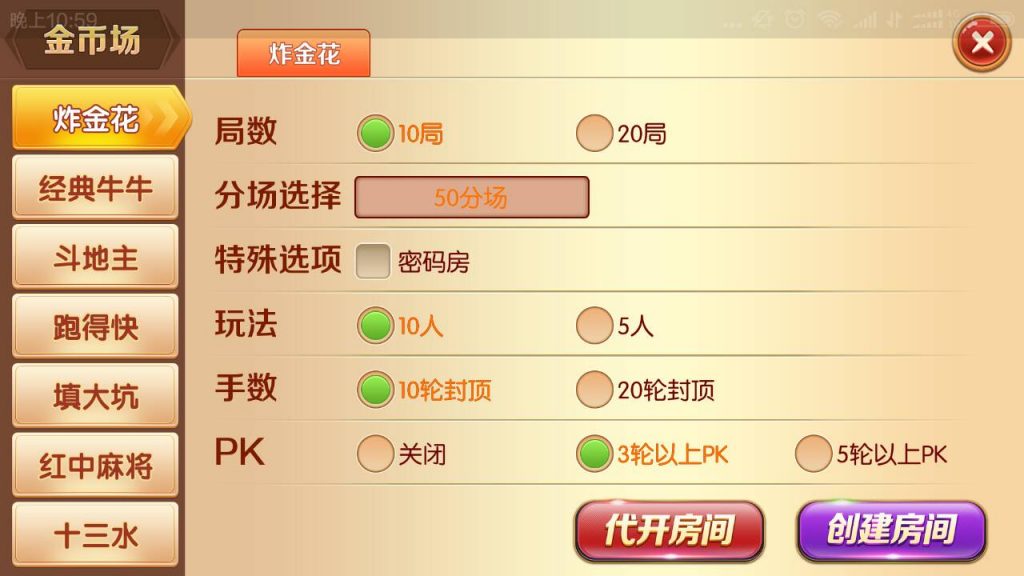 晚上10:59
金币场
炸金花
炸金花
经典牛牛
斗地主
跑得快
填大坑
红中麻将
十三水
局数 10局 20局
分场选择 50分场
特殊选项 密码房
玩法 10人 5人
手数 10轮封顶 20轮封顶
PK 关闭 3轮以上PK 5轮以上PK
代开房间 创建房间